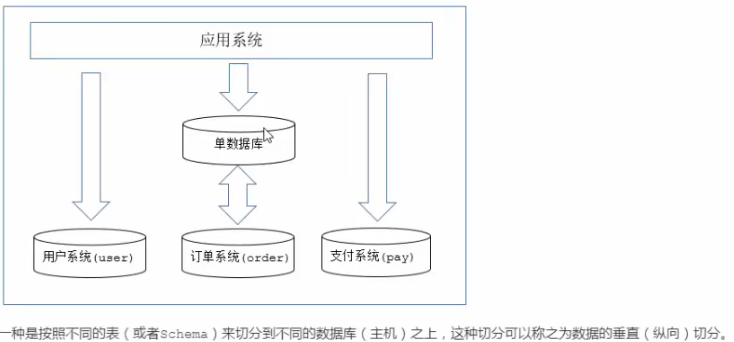 应用系统
单数据库
用户系统(user)
订单系统(order)
支付系统(pay)
一种是按照不同的表（或者Schema）来切分到不同的数据库（主机）之上，这种切分可以称之为数据的垂直（纵向）切分。